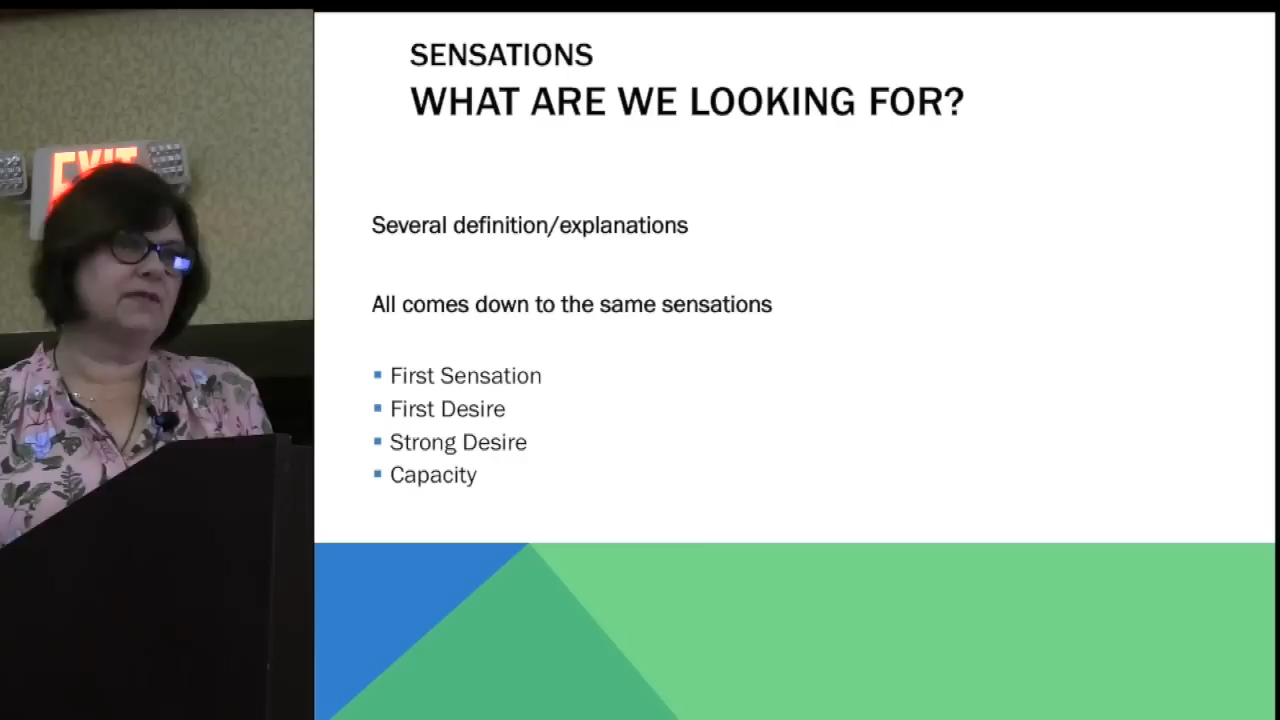 SENSATIONS
WHAT ARE WE LOOKING FOR?
EXIT
Several definition/explanations
All comes down to the same sensations
First Sensation
First Desire
Strong Desire
Capacity